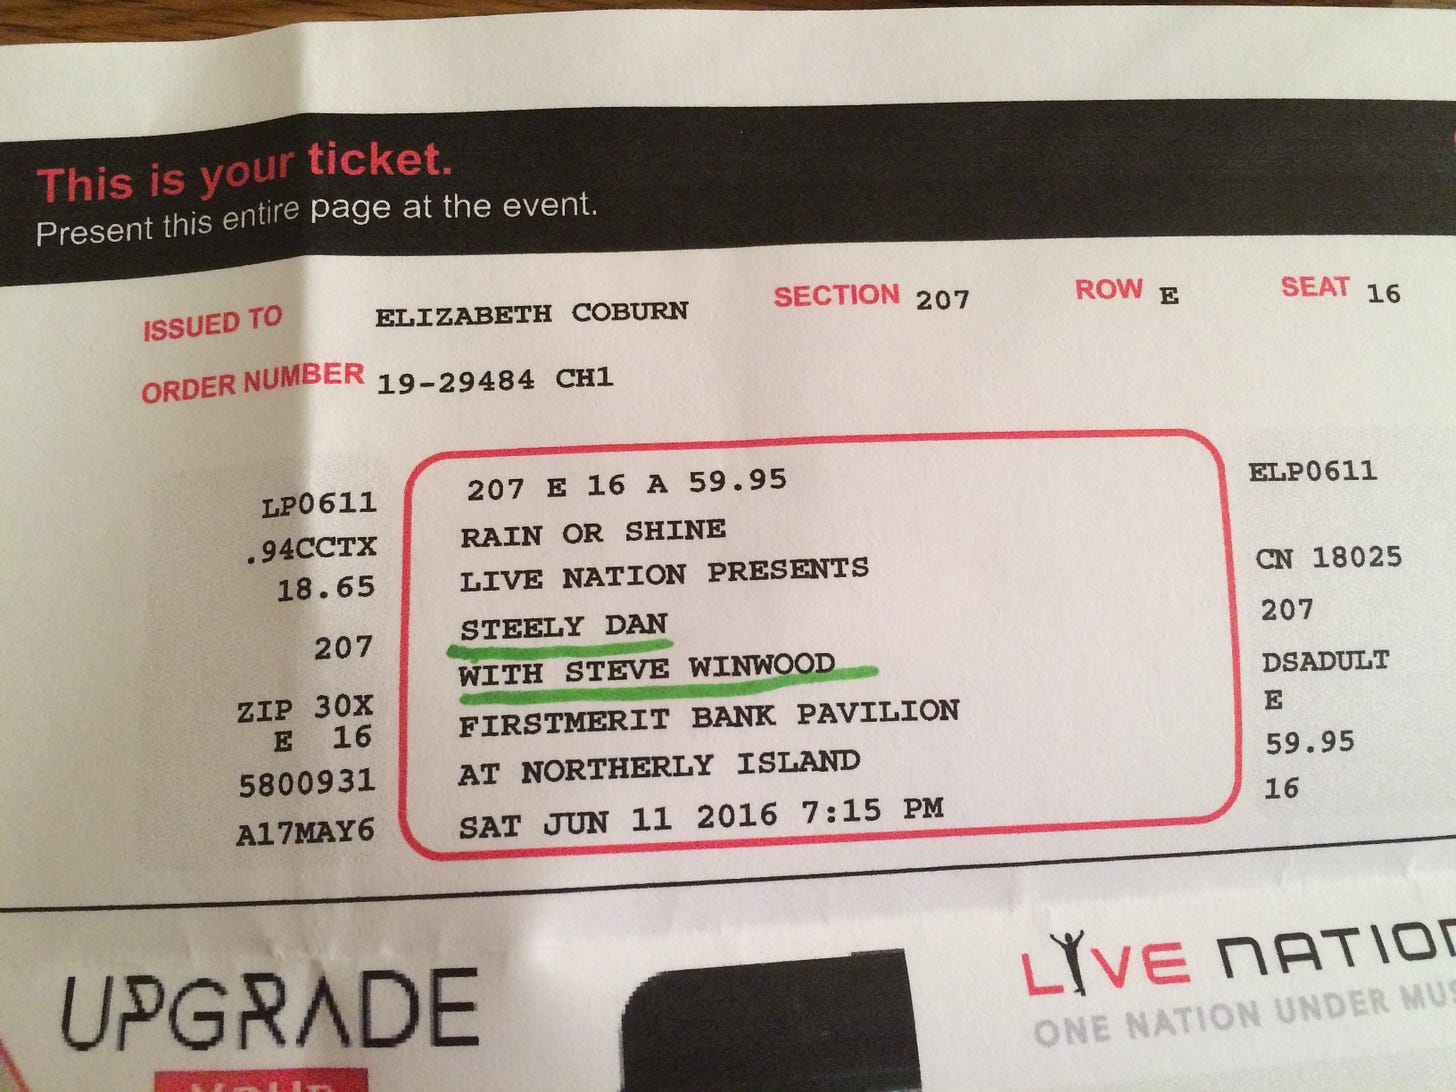 This is your ticket.
Present this entire page at the event.
ISSUED TO ELIZABETH COBURN SECTION 207 ROW E SEAT 16
ORDER NUMBER 19-29484 CH1
LP0611 207 E 16 A 59.95 ELP0611
.94CCTX RAIN OR SHINE
18.65 LIVE NATION PRESENTS CN 18025
207 STEELY DAN 207
WITH STEVE WINWOOD DSADULT
ZIP 30X FIRSTMERIT BANK PAVILION E
E 16
5800931 AT NORTHERLY ISLAND 59.95
A17MAY6 SAT JUN 11 2016 7:15 PM 16
UPGRADE
LIVE NATIO
ONE NATION UNDER MUS